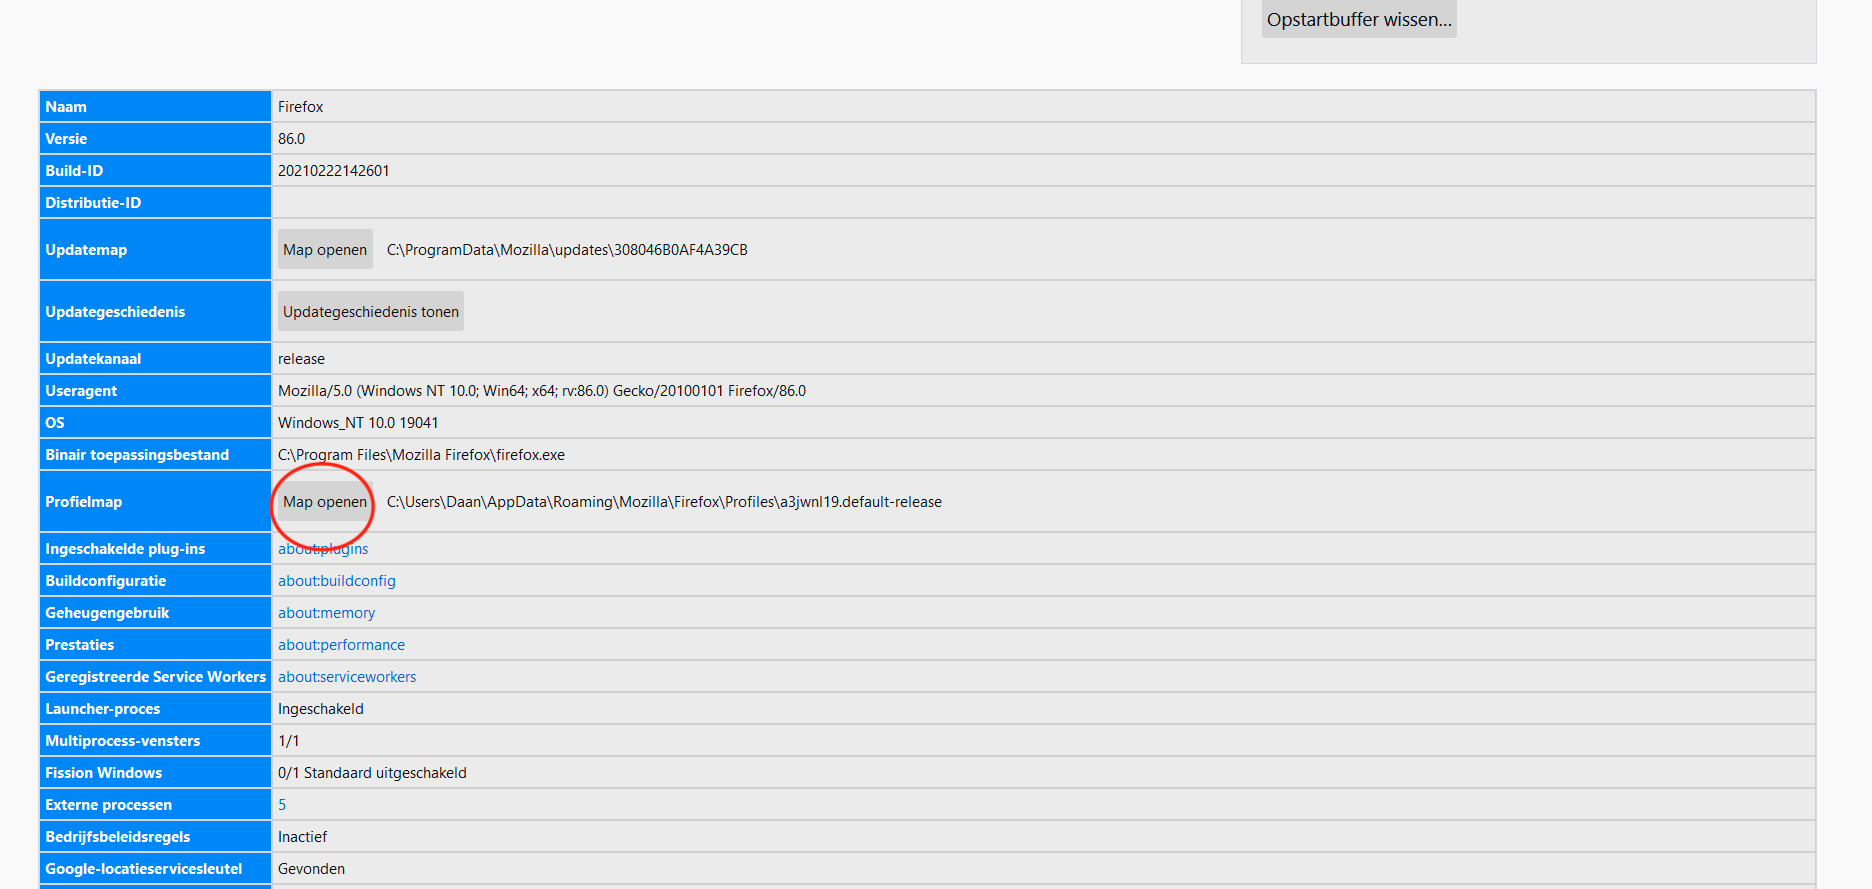 Opstartbuffer wissen...
Naam Firefox
Versie 86.0
Build-ID 20210222142601
Distributie-ID
Updatemap Map openen C:\ProgramData\Mozilla\updates\308046B0AF4A39CB
Updategeschiedenis Updategeschiedenis tonen
Updatekanaal release
Useragent Mozilla/5.0 (Windows NT 10.0; Win64; x64; rv:86.0) Gecko/20100101 Firefox/86.0
OS Windows_NT 10.0 19041
Binair toepassingsbestand C:\Program Files\Mozilla Firefox\firefox.exe
Profielmap Map openen C:\Users\Daan\AppData\Roaming\Mozilla\Firefox\Profiles\a3jwnl19.default-release
Ingeschakelde plug-ins about:plugins
Buildconfiguratie about:buildconfig
Geheugengebruik about:memory
Prestaties about:performance
Geregistreerde Service Workers about:serviceworkers
Launcher-proces Ingeschakeld
Multiprocess-vensters 1/1
Fission Windows 0/1 Standaard uitgeschakeld
Externe processen 5
Bedrijfsbeleidsregels Inactief
Google-locatieservicesleutel Gevonden